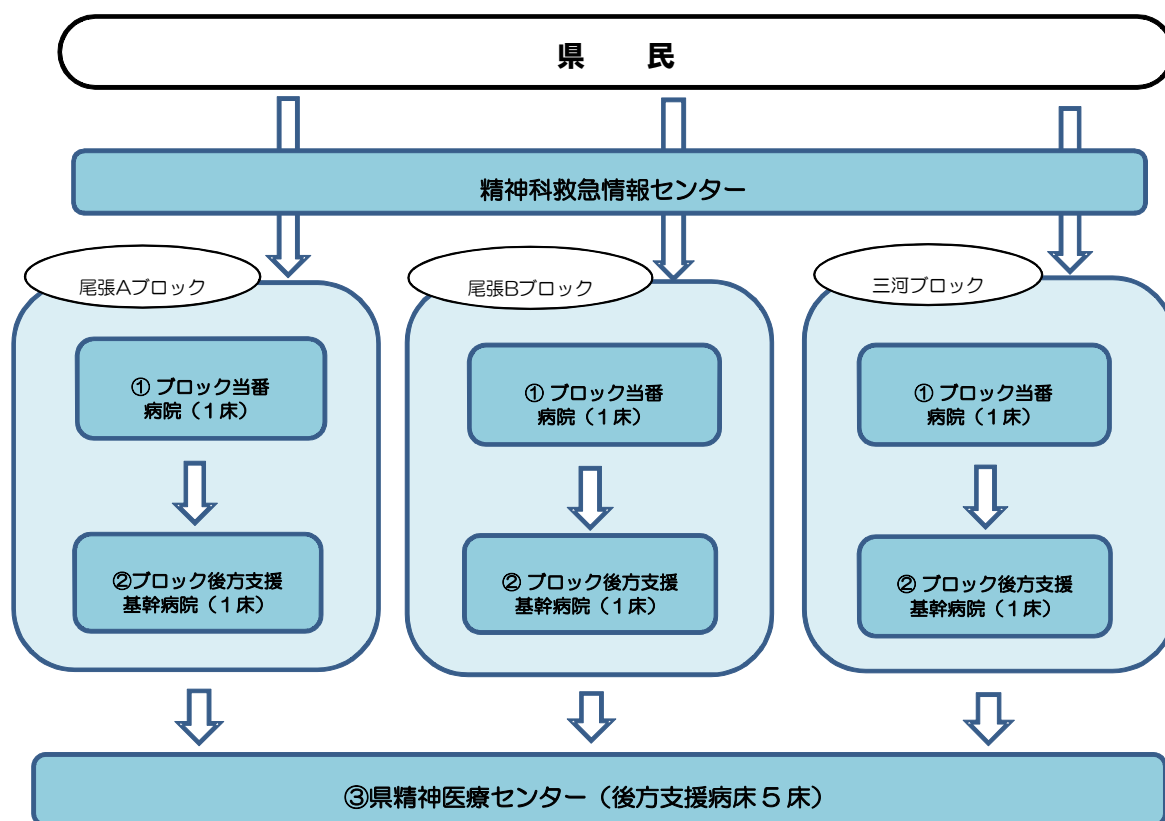 県　　民
精神科救急情報センター
尾張Aブロック
① ブロック当番
病院（１床）
②ブロック後方支援
基幹病院（１床）
尾張Bブロック
① ブロック当番
病院（１床）
② ブロック後方支援
基幹病院（１床）
三河ブロック
① ブロック当番
病院（１床）
② ブロック後方支援
基幹病院（１床）
③県精神医療センター（後方支援病床５床）